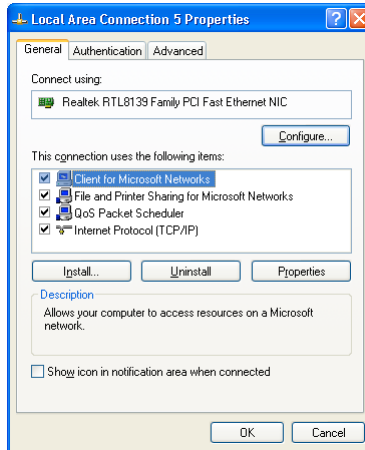 Local Area Connection 5 Properties
General Authentication Advanced
Connect using:
Realtek RTL8139 Family PCI Fast Ethernet NIC
Configure...
This connection uses the following items:
Client for Microsoft Networks
File and Printer Sharing for Microsoft Networks
QoS Packet Scheduler
Internet Protocol (TCP/IP)
Install... Uninstall Properties
Description
Allows your computer to access resources on a Microsoft
network.
Show icon in notification area when connected
OK Cancel